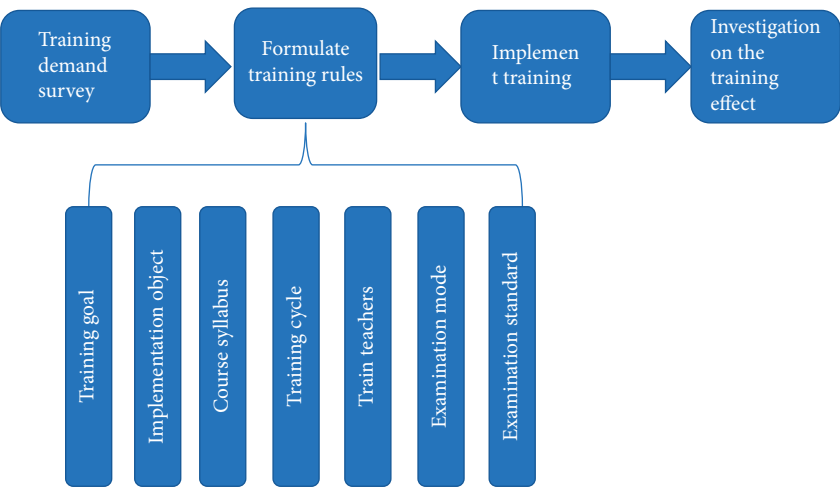 Training
demand
survey
Formulate
training rules
Implemen
t training
Investigation
on the
training
effect
Training goal
Implementation object
Course syllabus
Training cycle
Train teachers
Examination mode
Examination standard